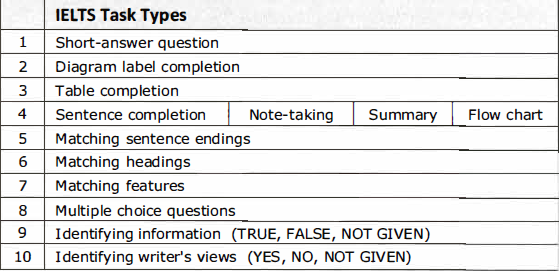 IELTS Task Types
1 Short-answer question
2 Diagram label completion
3 Table completion
4 Sentence completion Note-taking Summary Flow chart
5 Matching sentence endings
6 Matching headings
7 Matching features
8 Multiple choice questions
9 Identifying information (TRUE, FALSE, NOT GIVEN)
10 Identifying writer's views (YES, NO, NOT GIVEN)